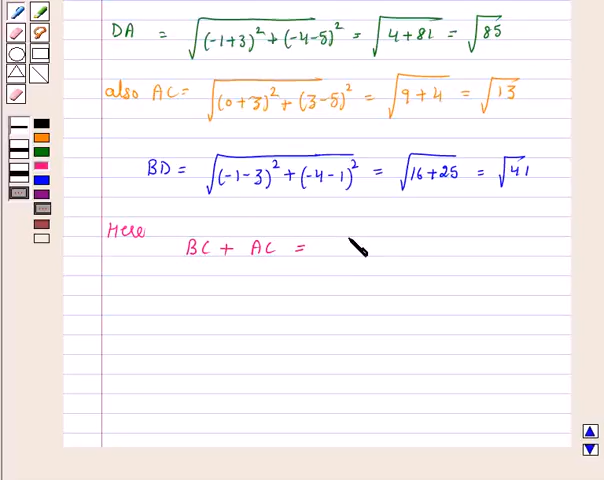 DA = √(-1+3)² + (-4-5)² = √4+81 = √85
also AC = √(0+3)² + (3-5)² = √9+4 = √13
BD = √(-1-3)² + (-4-1)² = √16+25 = √41
Here
BC + AC =